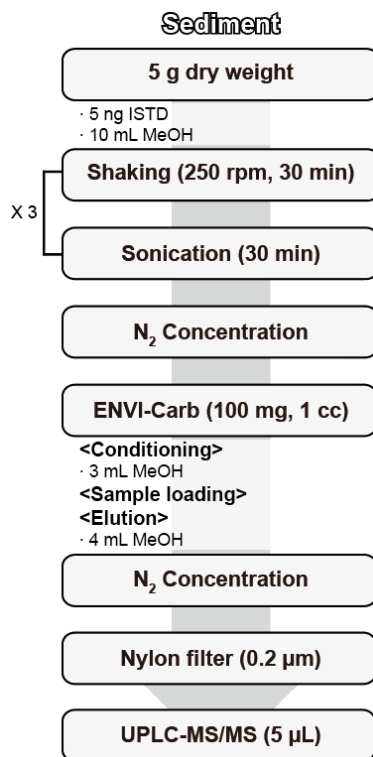 Sediment
5 g dry weight
· 5 ng ISTD
· 10 mL MeOH
Shaking (250 rpm, 30 min)
X 3
Sonication (30 min)
N₂ Concentration
ENVI-Carb (100 mg, 1 cc)
<Conditioning>
· 3 mL MeOH
<Sample loading>
<Elution>
· 4 mL MeOH
N₂ Concentration
Nylon filter (0.2 μm)
UPLC-MS/MS (5 μL)